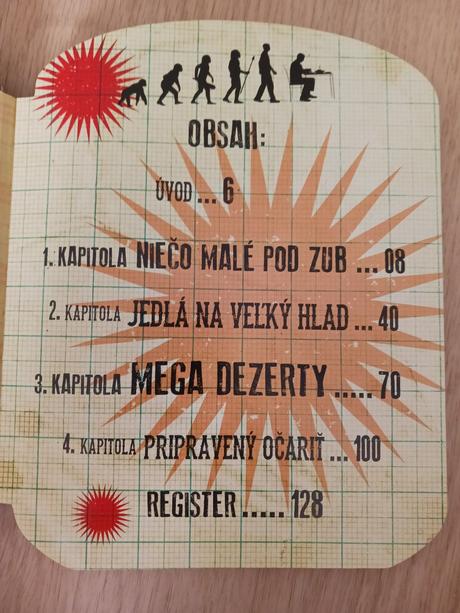 OBSAH:
ÚVOD ... 6
1. KAPITOLA NIEČO MALÉ POD ZUB ... 08
2. KAPITOLA JEDLÁ NA VEĽKÝ HLAD ... 40
3. KAPITOLA MEGA DEZERTY ..... 70
4. KAPITOLA PRIPRAVENÝ OČARIŤ ... 100
REGISTER ..... 128